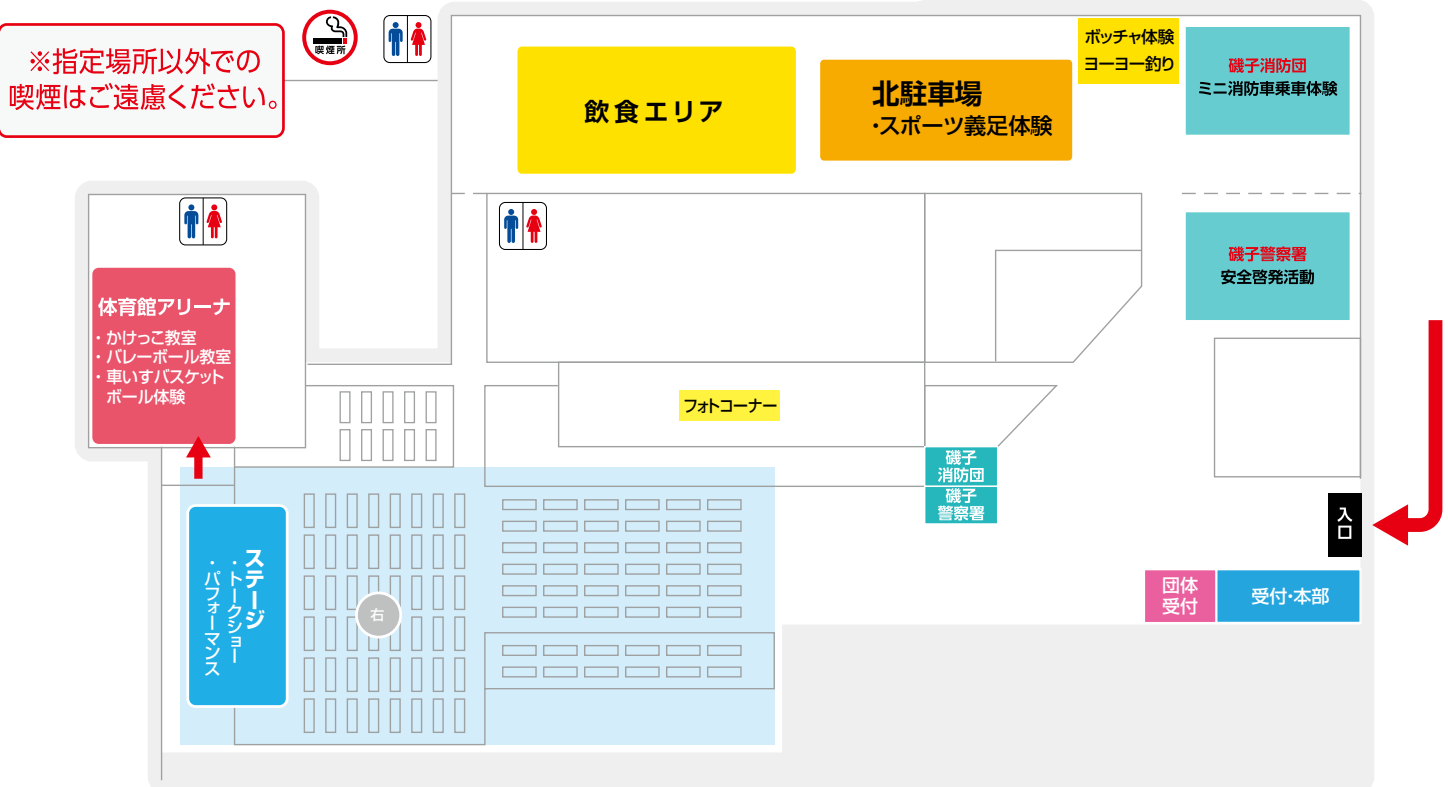 ※指定場所以外での
喫煙はご遠慮ください。
喫煙所
飲食エリア
北駐車場
・スポーツ義足体験
ボッチャ体験
ヨーヨー釣り
磯子消防団
ミニ消防車乗車体験
磯子警察署
安全啓発活動
体育館アリーナ
・かけっこ教室
・バレーボール教室
・車いすバスケット
ボール体験
フォトコーナー
磯子
消防団
磯子
警察署
入口
団体
受付
受付・本部
ステージ
・トークショー
・パフォーマンス
右